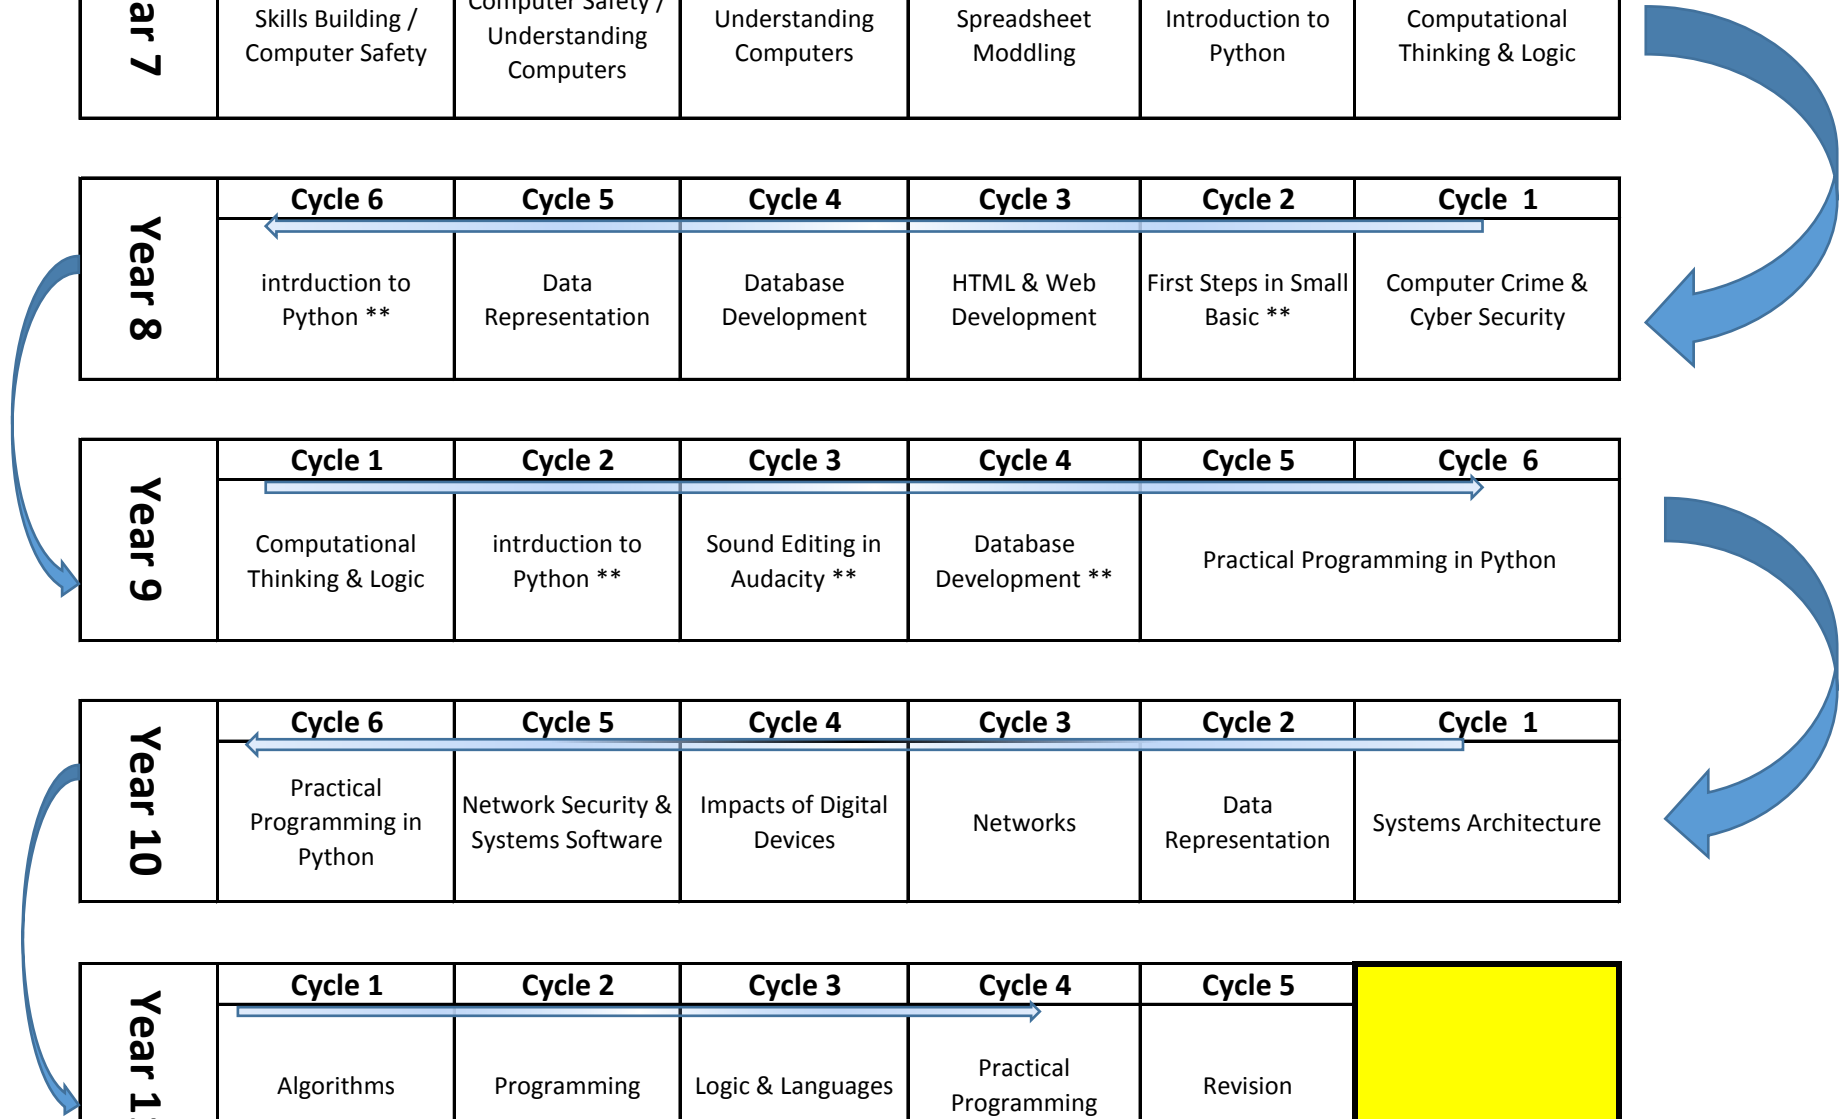 ar 7
Skills Building /
Computer Safety
Computer Safety /
Understanding
Computers
Understanding
Computers
Spreadsheet
Moddling
Introduction to
Python
Computational
Thinking & Logic
Year 8
Cycle 6
Cycle 5
Cycle 4
Cycle 3
Cycle 2
Cycle 1
intrduction to
Python **
Data
Representation
Database
Development
HTML & Web
Development
First Steps in Small
Basic **
Computer Crime &
Cyber Security
Year 9
Cycle 1
Cycle 2
Cycle 3
Cycle 4
Cycle 5
Cycle 6
Computational
Thinking & Logic
intrduction to
Python **
Sound Editing in
Audacity **
Database
Development **
Practical Programming in Python
Year 10
Cycle 6
Cycle 5
Cycle 4
Cycle 3
Cycle 2
Cycle 1
Practical
Programming in
Python
Network Security &
Systems Software
Impacts of Digital
Devices
Networks
Data
Representation
Systems Architecture
Year 11
Cycle 1
Cycle 2
Cycle 3
Cycle 4
Cycle 5
Algorithms
Programming
Logic & Languages
Practical
Programming
Revision